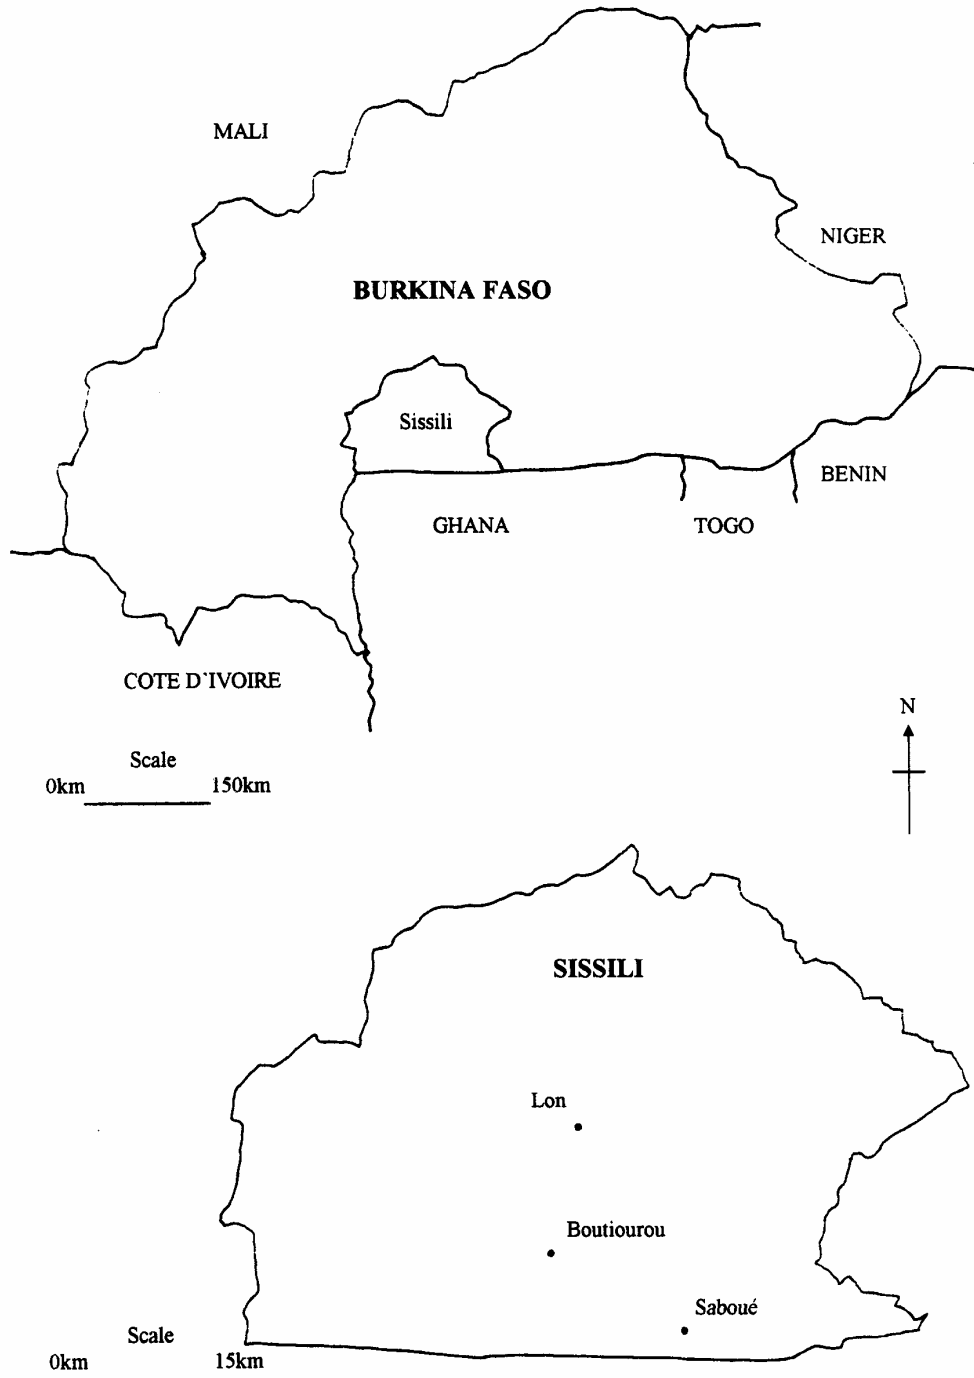 MALI
NIGER
BURKINA FASO
Sissili
BENIN
GHANA
TOGO
COTE D'IVOIRE
N
Scale
0km 150km
SISSILI
Lon
Boutiourou
Saboué
Scale
0km 15km